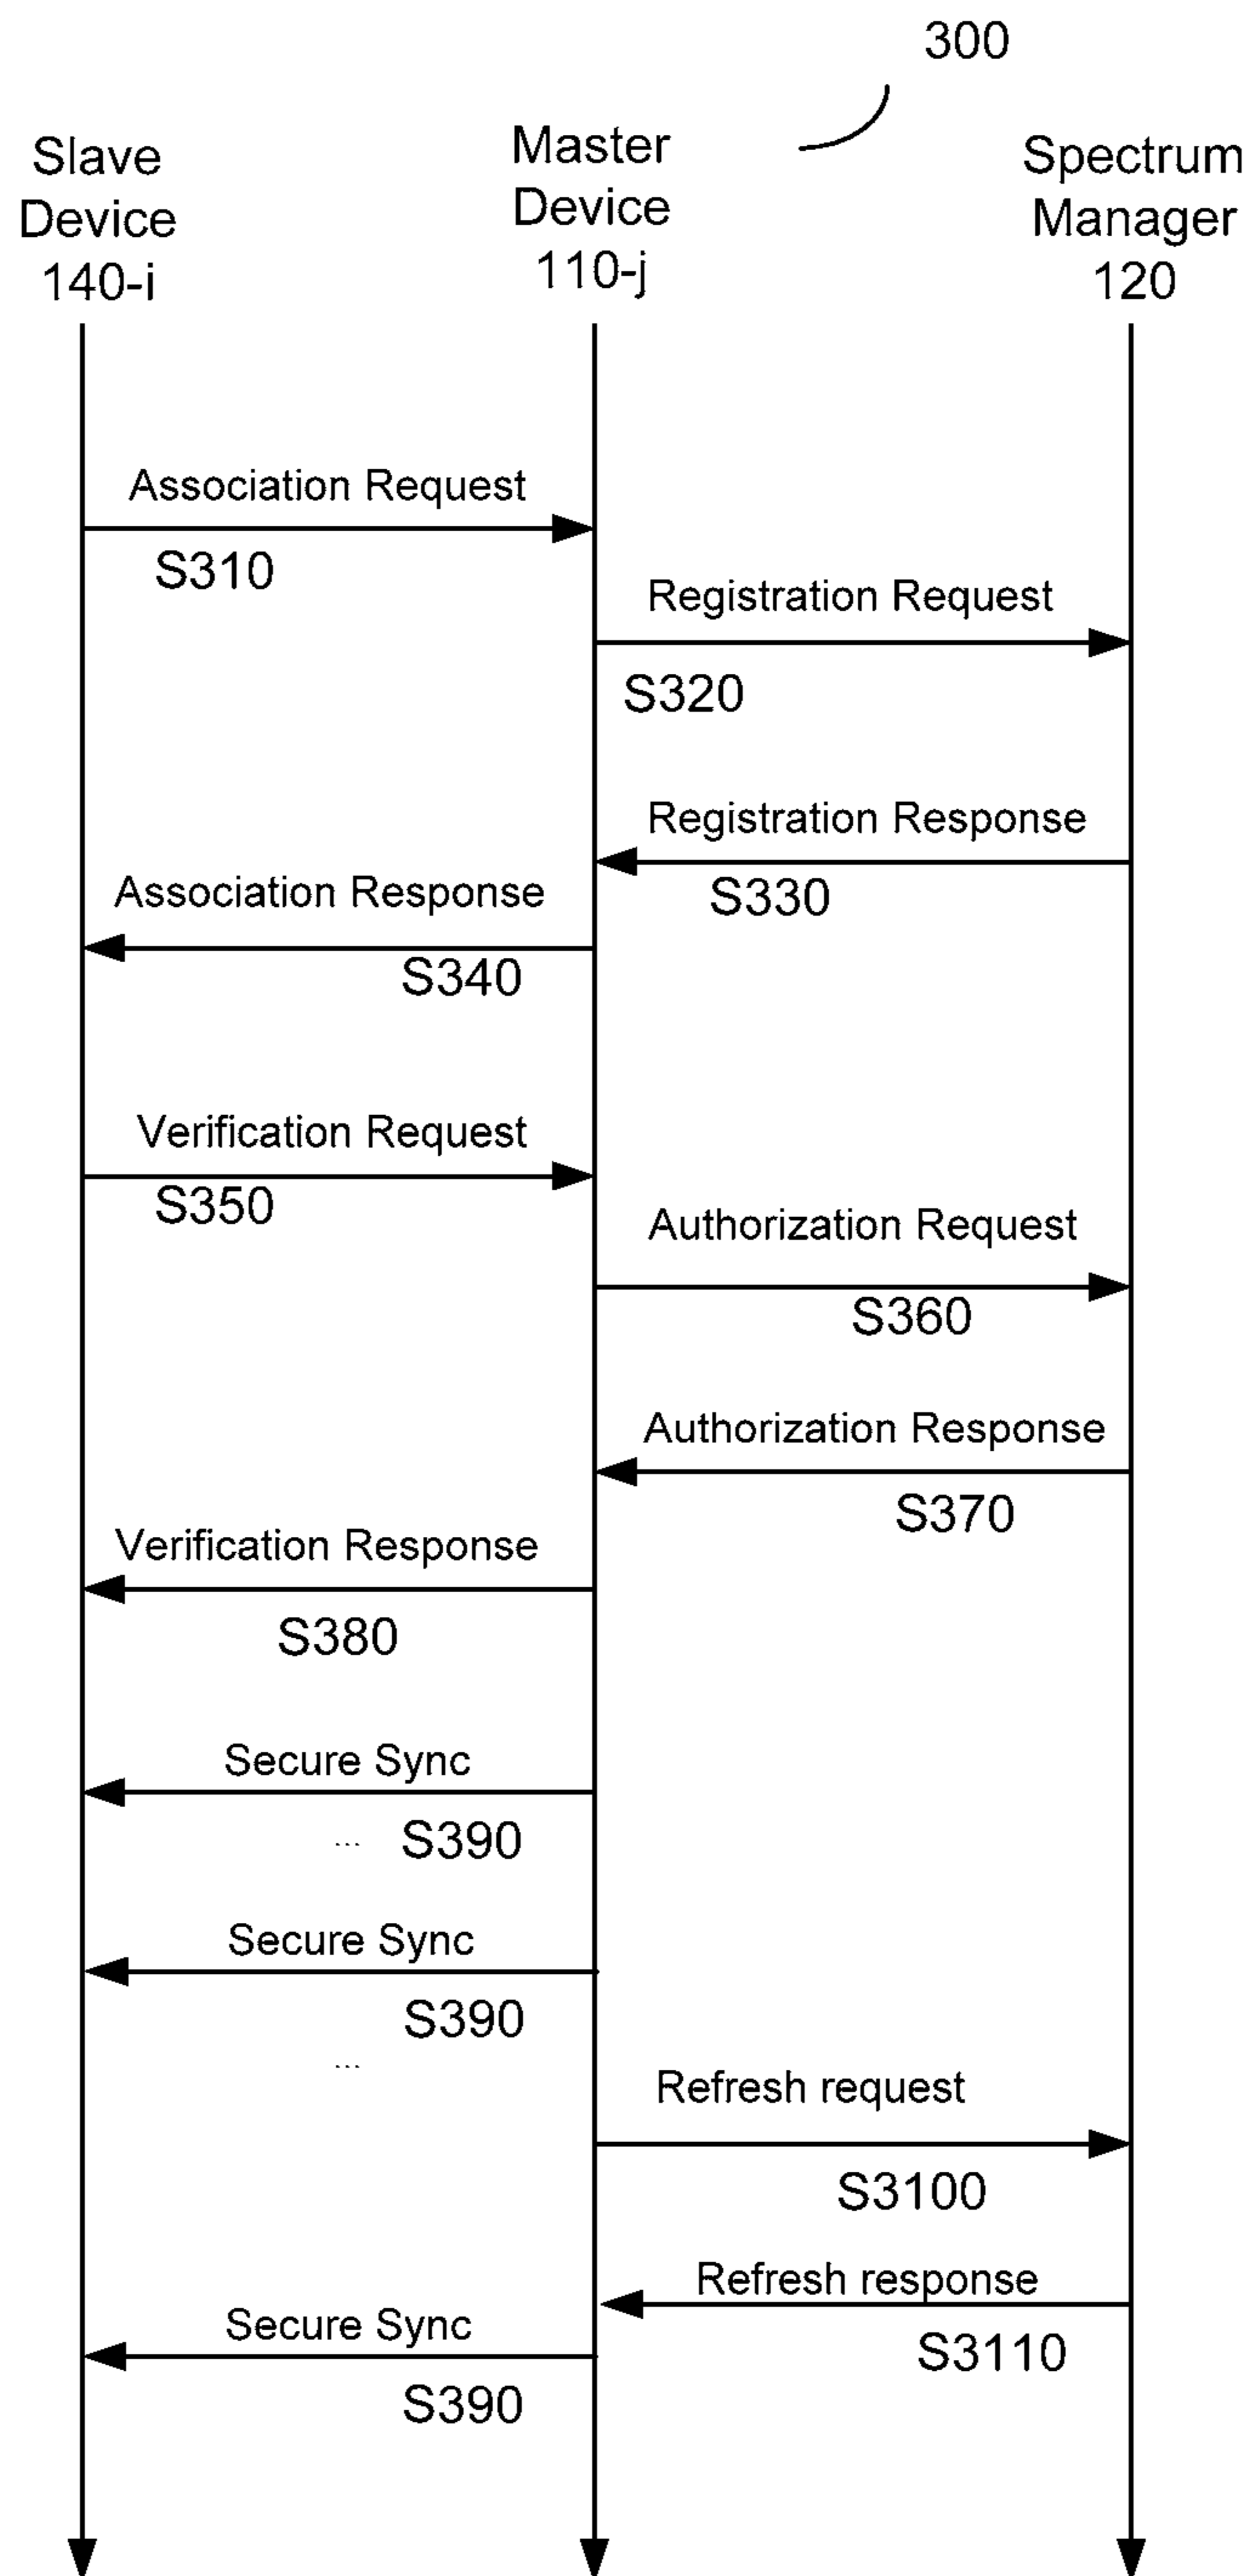 300
Slave
Device
140-i
Master
Device
110-j
Spectrum
Manager
120
Association Request
S310
Registration Request
S320
Registration Response
S330
Association Response
S340
Verification Request
S350
Authorization Request
S360
Authorization Response
S370
Verification Response
S380
Secure Sync
... S390
Secure Sync
S390
...
Refresh request
S3100
Refresh response
S3110
Secure Sync
S390